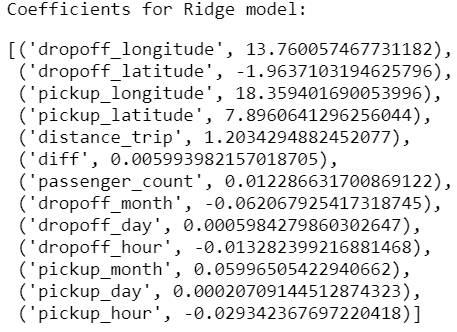 Coefficients for Ridge model:
[('dropoff_longitude', 13.760057467731182),
('dropoff_latitude', -1.9637103194625796),
('pickup_longitude', 18.359401690053996),
('pickup_latitude', 7.8960641296256044),
('distance_trip', 1.2034294882452077),
('diff', 0.005993982157018705),
('passenger_count', 0.012286631700869122),
('dropoff_month', -0.062067925417318745),
('dropoff_day', 0.0005984279860302647),
('dropoff_hour', -0.013282399216881468),
('pickup_month', 0.05996505422940662),
('pickup_day', 0.00020709144512874323),
('pickup_hour', -0.029342367697220418)]